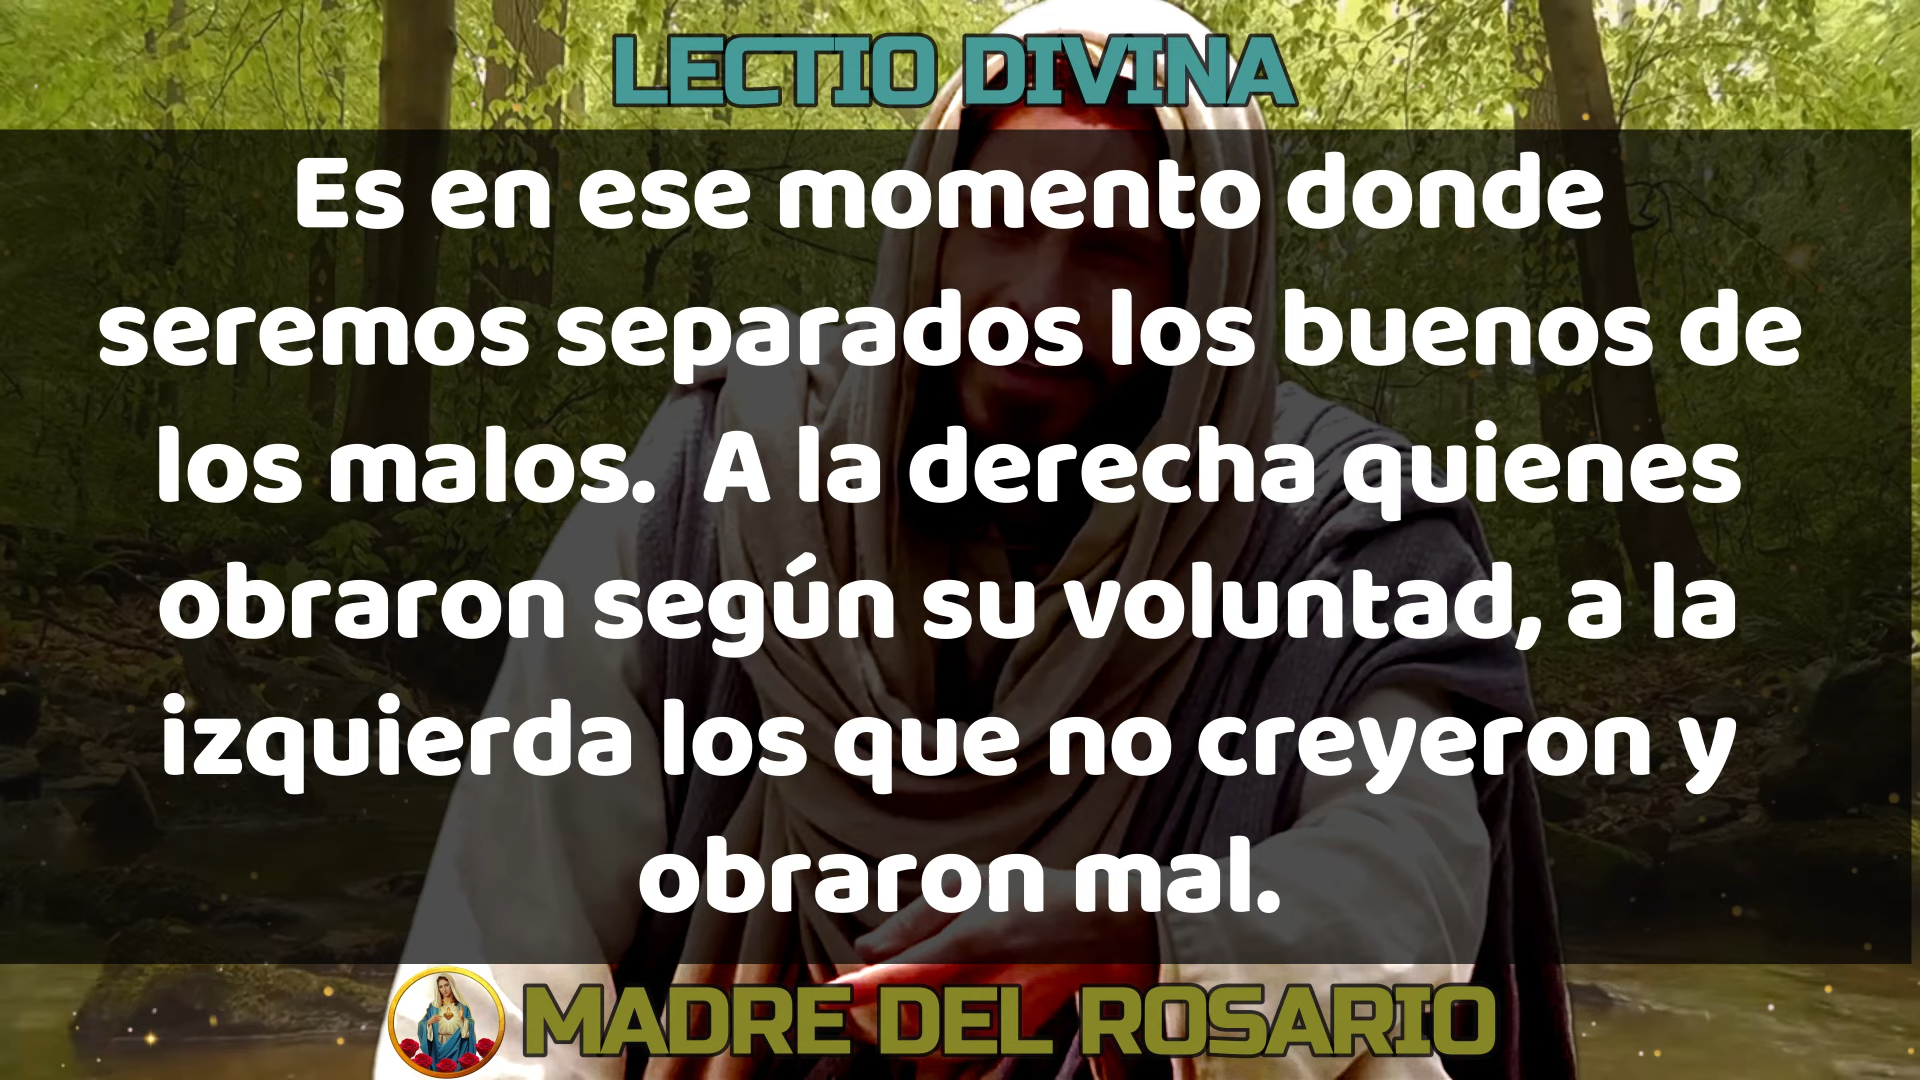 LECTIO DIVINA
Es en ese momento donde
seremos separados los buenos de
los malos.  A la derecha quienes
obraron según su voluntad, a la
izquierda los que no creyeron y
obraron mal.
MADRE DEL ROSARIO